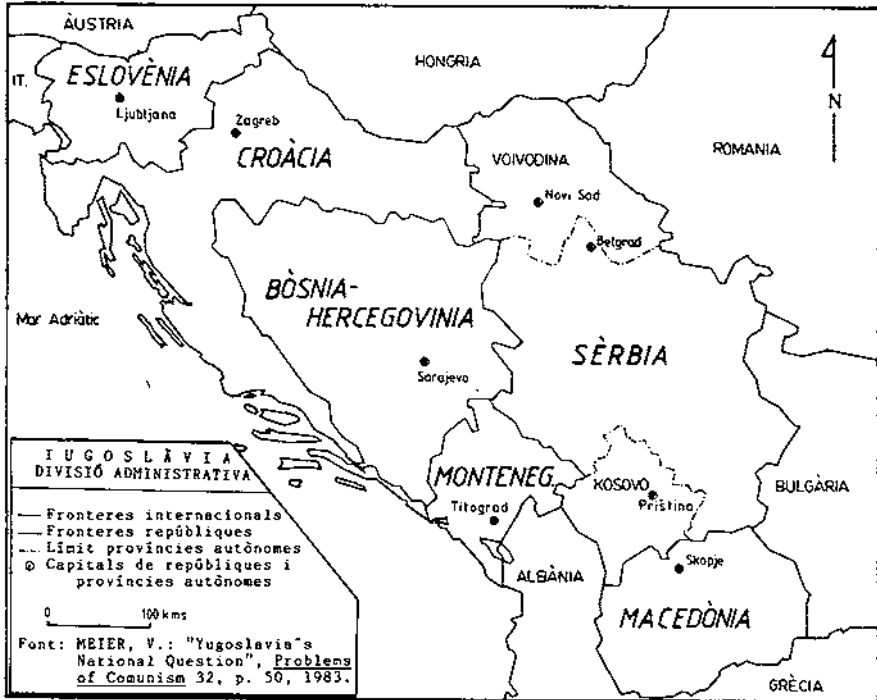 ÀUSTRIA
HONGRIA
IT.
ESLOVÈNIA
Ljubljana
N
Zagreb
CROÀCIA
VOIVODINA
ROMANIA
Novi Sad
Belgrad
BÒSNIA-
HERCEGOVINIA
Mar Adriàtic
SÈRBIA
Sarajevo
MONTENEG.
KOSOVO
Pristina
BULGÀRIA
Titograd
Skopje
ALBÀNIA
MACEDÒNIA
GRÈCIA
IUGOSLÀVIA
DIVISIÓ ADMINISTRATIVA
Fronteres internacionals
Fronteres repúbliques
Límit províncies autònomes
Capitals de repúbliques i
províncies autònomes
0 100 kms
Font: MEIER, V.: "Yugoslavia's
National Question", Problems
of Comunism 32, p. 50, 1983.